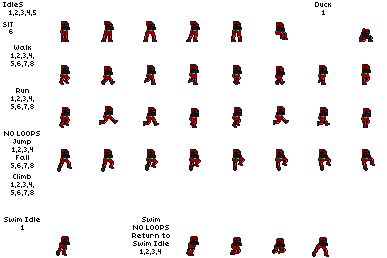 IdleS
1,2,3,4,5
Duck
1
SIT
6
Walk
1,2,3,4,
5,6,7,8
Run
1,2,3,4,
5,6,7,8
NO LOOPS
Jump
1,2,3,4
Fall
5,6,7,8
Climb
1,2,3,4,
5,6,7,8
Swim Idle
1
Swim
NO LOOPS
Return to
Swim Idle
1,2,3,4